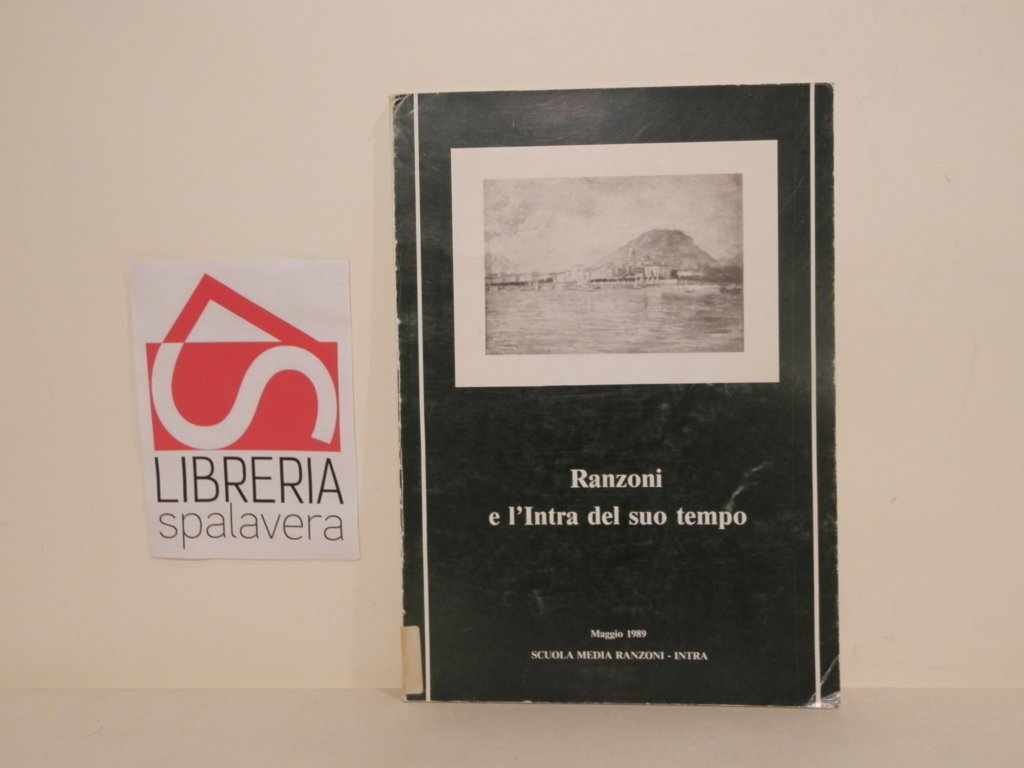 LIBRERIA
spalavera
Ranzoni
e l'Intra del suo tempo
Maggio 1989
SCUOLA MEDIA RANZONI - INTRA